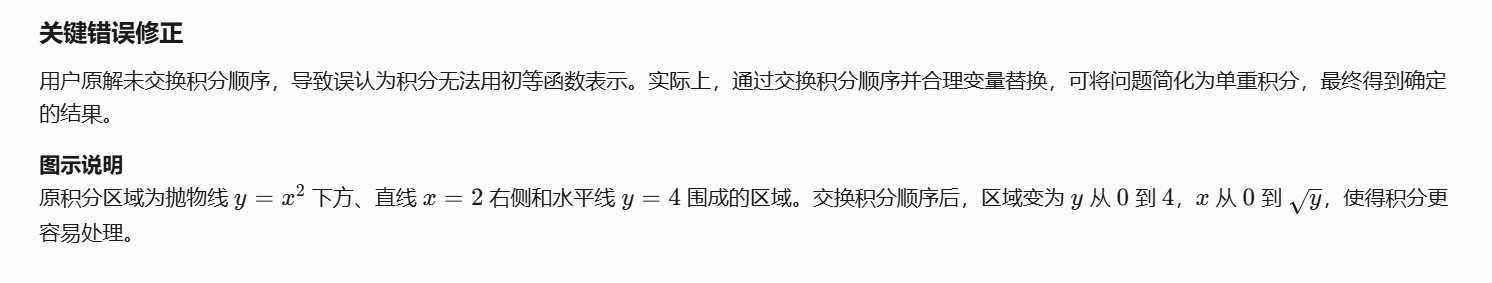 关键错误修正
用户原解未交换积分顺序，导致误认为积分无法用初等函数表示。实际上，通过交换积分顺序并合理变量替换，可将问题简化为单重积分，最终得到确定
的结果。
图示说明
原积分区域为抛物线 y = x² 下方、直线 x = 2 右侧和水平线 y = 4 围成的区域。交换积分顺序后，区域变为 y 从 0 到 4，x 从 0 到 √y，使得积分更
容易处理。